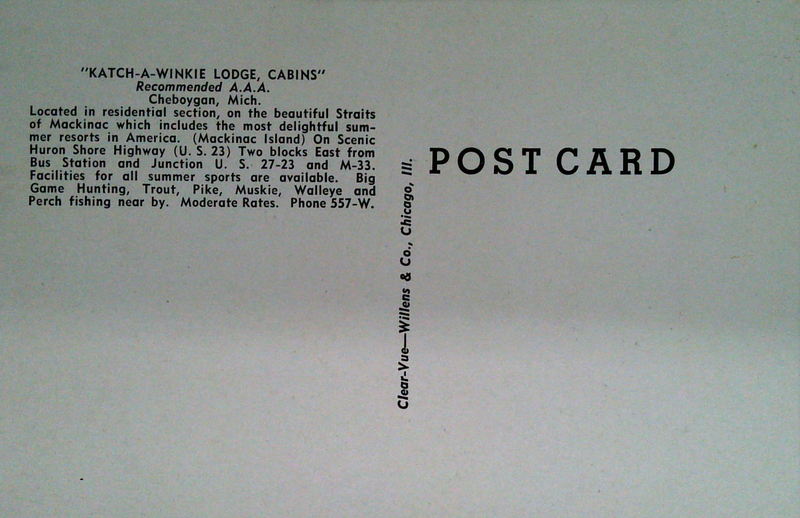 "KATCH-A-WINKIE LODGE, CABINS"
Recommended A.A.A.
Cheboygan, Mich.
Located in residential section, on the beautiful Straits
of Mackinac which includes the most delightful sum-
mer resorts in America. (Mackinac Island) On Scenic
Huron Shore Highway (U. S. 23) Two blocks East from
Bus Station and Junction U. S. 27-23 and M-33.
Facilities for all summer sports are available. Big
Game Hunting, Trout, Pike, Muskie, Walleye and
Perch fishing near by. Moderate Rates. Phone 557-W.
Clear-Vue—Willens & Co., Chicago, Ill.
POST CARD